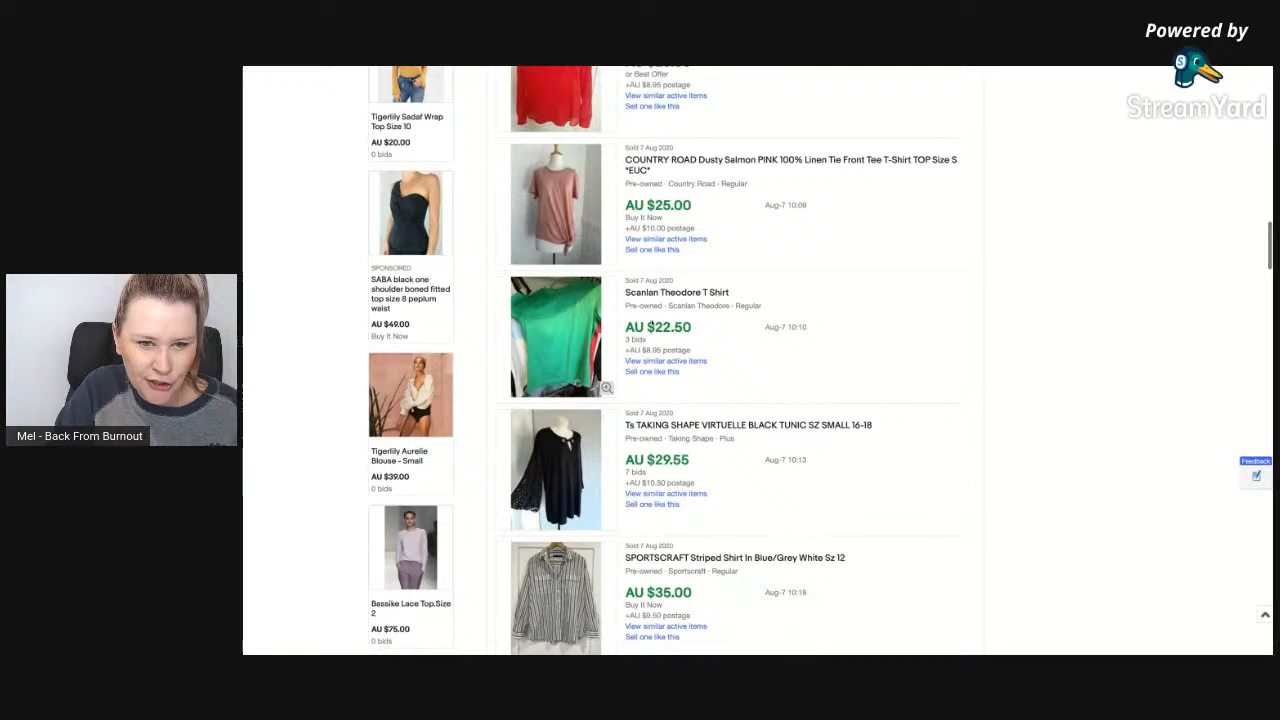 Powered by
StreamYard
Tigerlily Sadaf Wrap
Top Size 10
AU $20.00
0 bids
SPONSORED
SABA black one
shoulder boned fitted
top size 8 peplum
waist
AU $49.00
Buy It Now
Tigerlily Aurelie
Blouse - Small
AU $39.00
0 bids
Bassike Lace Top.Size
2
AU $75.00
0 bids
or Best Offer
+AU $8.95 postage
View similar active items
Sell one like this
Sold 7 Aug 2020
COUNTRY ROAD Dusty Salmon PINK 100% Linen Tie Front Tee T-Shirt TOP Size S
*EUC*
Pre-owned · Country Road · Regular
AU $25.00
Aug-7 10:09
Buy It Now
+AU $10.00 postage
View similar active items
Sell one like this
Sold 7 Aug 2020
Scanlan Theodore T Shirt
Pre-owned · Scanlan Theodore · Regular
AU $22.50
Aug-7 10:10
3 bids
+AU $8.95 postage
View similar active items
Sell one like this
Sold 7 Aug 2020
Ts TAKING SHAPE VIRTUELLE BLACK TUNIC SZ SMALL 16-18
Pre-owned · Taking Shape · Plus
AU $29.55
Aug-7 10:13
7 bids
+AU $10.50 postage
View similar active items
Sell one like this
Sold 7 Aug 2020
SPORTSCRAFT Striped Shirt In Blue/Grey White Sz 12
Pre-owned · Sportscraft · Regular
AU $35.00
Aug-7 10:18
Buy It Now
+AU $9.50 postage
View similar active items
Sell one like this
Feedback
Mel - Back From Burnout